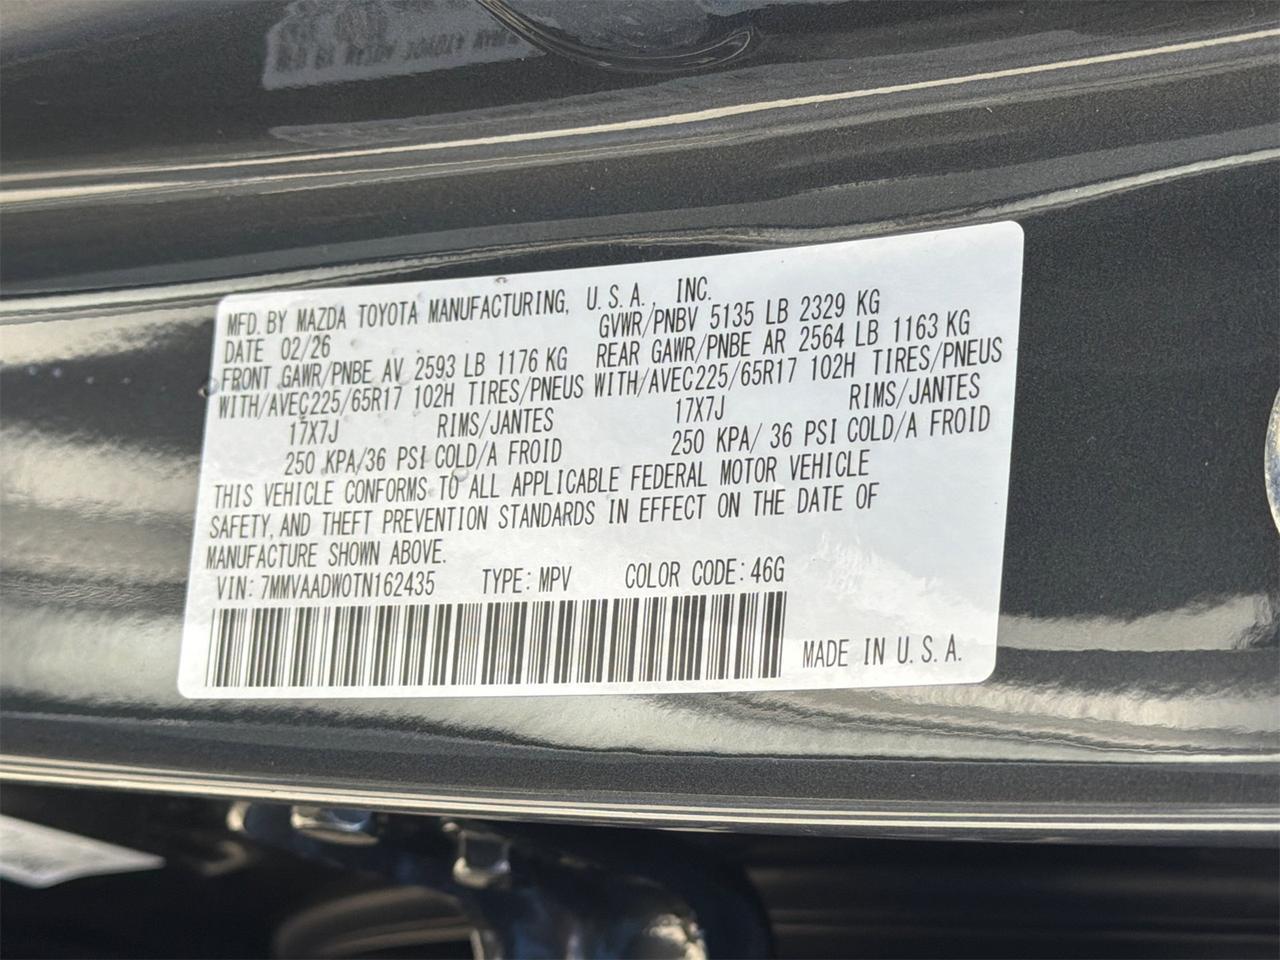 MFD. BY MAZDA TOYOTA MANUFACTURING, U.S.A., INC.
DATE 02/26 GVWR/PNBV 5135 LB 2329 KG
FRONT GAWR/PNBE AV 2593 LB 1176 KG REAR GAWR/PNBE AR 2564 LB 1163 KG
WITH/AVEC225/65R17 102H TIRES/PNEUS WITH/AVEC225/65R17 102H TIRES/PNEUS
17X7J RIMS/JANTES 17X7J RIMS/JANTES
250 KPA/36 PSI COLD/A FROID 250 KPA/ 36 PSI COLD/A FROID
THIS VEHICLE CONFORMS TO ALL APPLICABLE FEDERAL MOTOR VEHICLE
SAFETY, AND THEFT PREVENTION STANDARDS IN EFFECT ON THE DATE OF
MANUFACTURE SHOWN ABOVE.
VIN: 7MMVAADW0TN162435 TYPE: MPV COLOR CODE: 46G
MADE IN U.S.A.